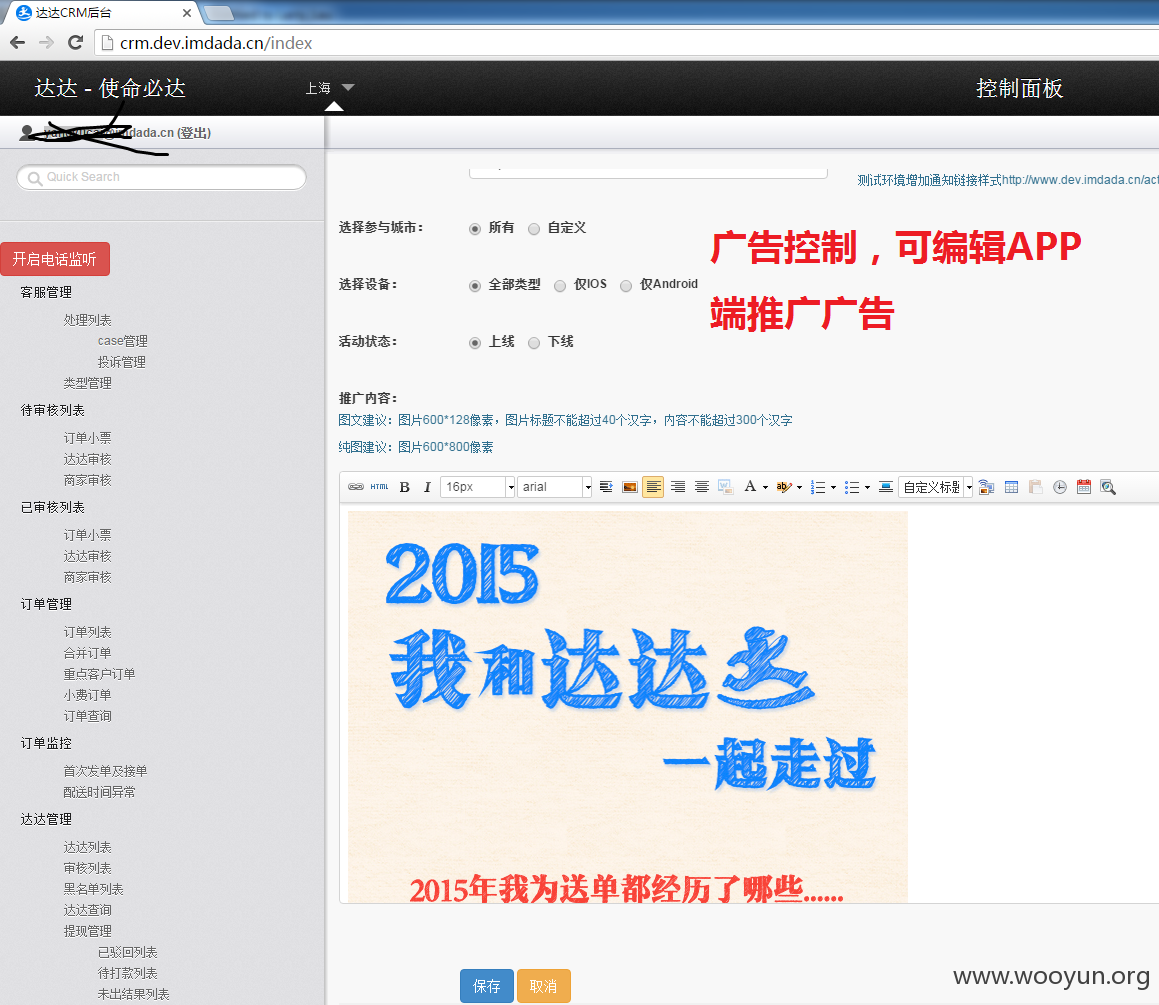 达达CRM后台
crm.dev.imdada.cn/index
达达 - 使命必达
上海
控制面板
dada.cn (登出)
Quick Search
测试环境增加通知链接样式http://www.dev.imdada.cn/act
选择参与城市：
所有
自定义
广告控制，可编辑APP
端推广广告
开启电话监听
选择设备：
全部类型
仅IOS
仅Android
活动状态：
上线
下线
推广内容：
图文建议：图片600*128像素，图片标题不能超过40个汉字，内容不能超过300个汉字
纯图建议：图片600*800像素
HTML B I 16px arial A 自定义标题
客服管理
处理列表
case管理
投诉管理
类型管理
待审核列表
订单小票
达达审核
商家审核
已审核列表
订单小票
达达审核
商家审核
订单管理
订单列表
合并订单
重点客户订单
小费订单
订单查询
订单监控
首次发单及接单
配送时间异常
达达管理
达达列表
审核列表
黑名单列表
达达查询
提现管理
已驳回列表
待打款列表
未出结果列表
2015
我和达达
一起走过
2015年我为送单都经历了哪些......
保存
取消
www.wooyun.org